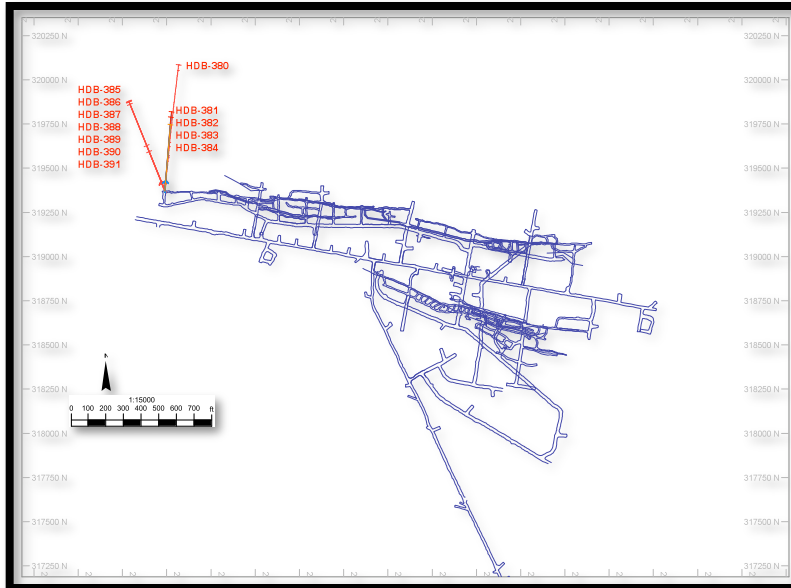 320250 N
320250 N
HDB-380
320000 N
320000 N
HDB-385
HDB-386
HDB-387
HDB-388
HDB-389
HDB-390
HDB-391
HDB-381
HDB-382
HDB-383
HDB-384
319750 N
319750 N
319500 N
319500 N
319250 N
319250 N
319000 N
319000 N
318750 N
318750 N
318500 N
318500 N
N
318250 N
318250 N
1:15000
0 100 200 300 400 500 600 700 ft
318000 N
318000 N
317750 N
317750 N
317500 N
317500 N
317250 N
317250 N